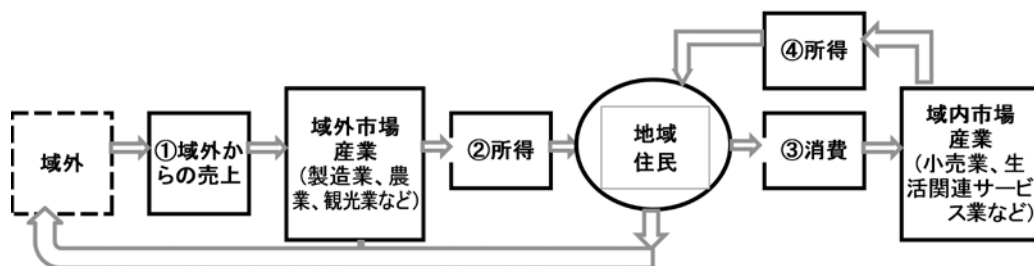 ④所得
域外
①域外か
らの売上
域外市場
産業
(製造業、農
業、観光業など)
②所得
地域
住民
③消費
域内市場
産業
(小売業、生
活関連サービ
ス業など)